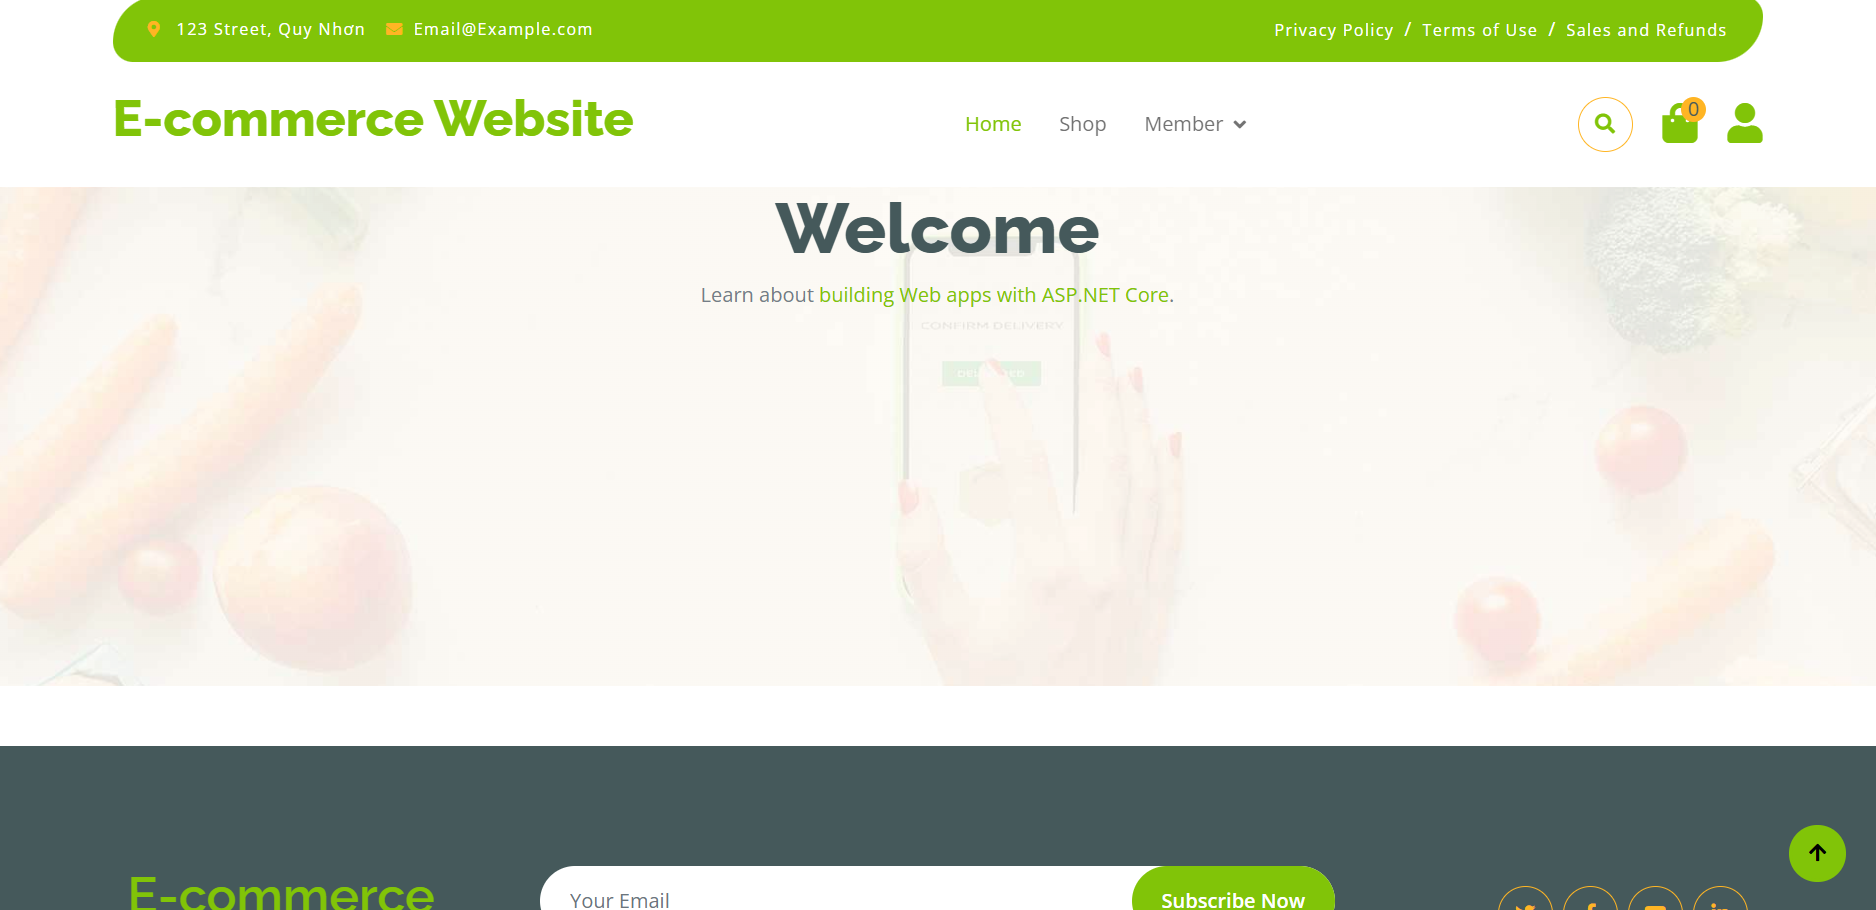 123 Street, Quy Nhơn Email@Example.com Privacy Policy / Terms of Use / Sales and Refunds
E-commerce Website Home Shop Member 0
Welcome
Learn about building Web apps with ASP.NET Core.
CONFIRM DELIVERY
E-commerce Your Email Subscribe Now